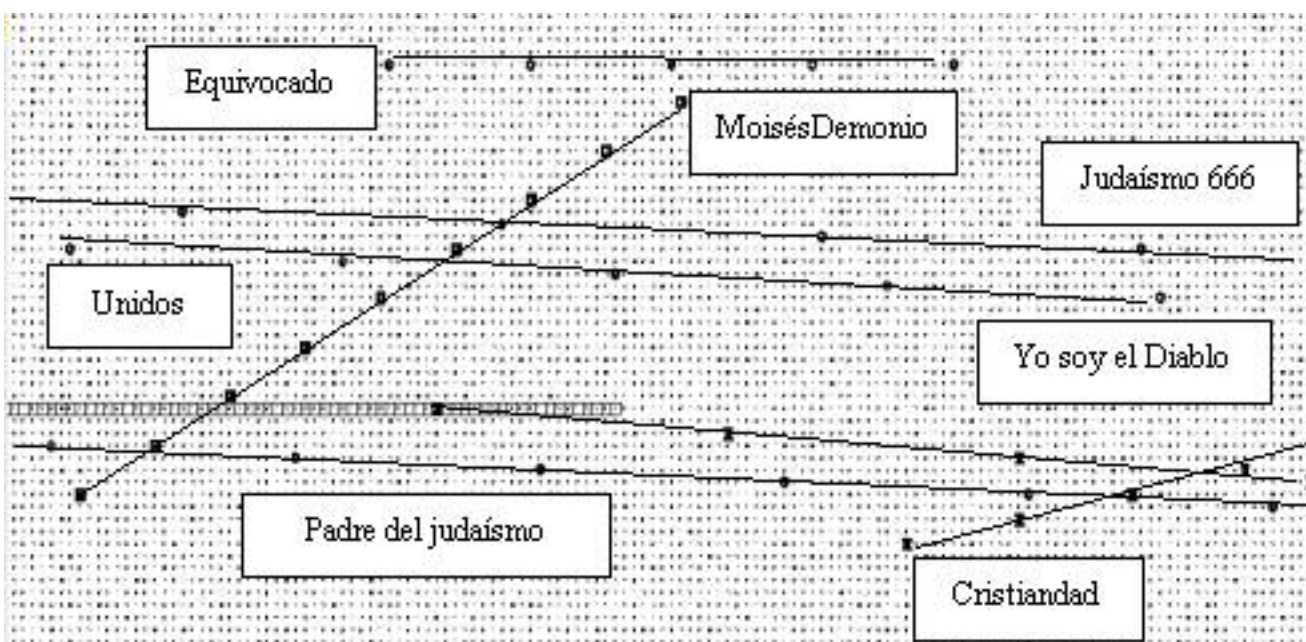 Equivocado
MoisésDemonio
Judaísmo 666
Unidos
Yo soy el Diablo
Padre del judaísmo
Cristiandad